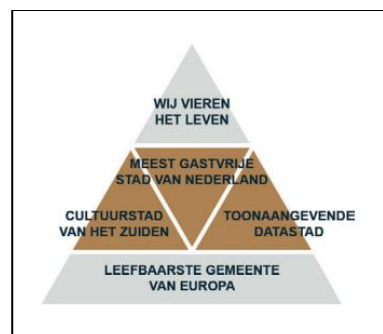 WIJ VIEREN
HET LEVEN
MEEST GASTVRIJE
STAD VAN NEDERLAND
CULTUURSTAD
VAN HET ZUIDEN
TOONAANGEVENDE
DATASTAD
LEEFBAARSTE GEMEENTE
VAN EUROPA